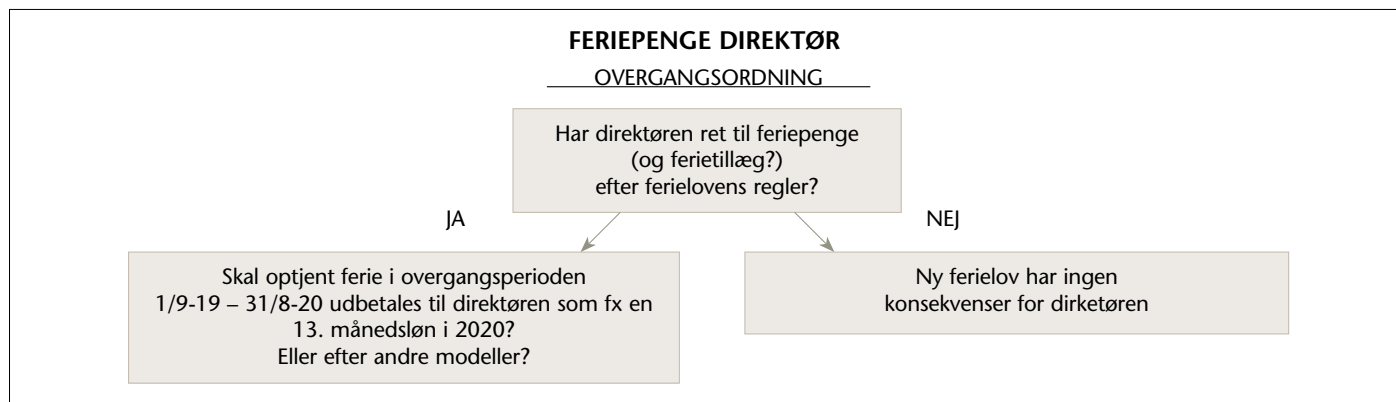 FERIEPENGE DIREKTØR
OVERGANGSORDNING
Har direktøren ret til feriepenge
(og ferietillæg?)
efter ferielovens regler?
JA
NEJ
Skal optjent ferie i overgangsperioden
1/9-19 – 31/8-20 udbetales til direktøren som fx en
13. månedsløn i 2020?
Eller efter andre modeller?
Ny ferielov har ingen
konsekvenser for dirketøren